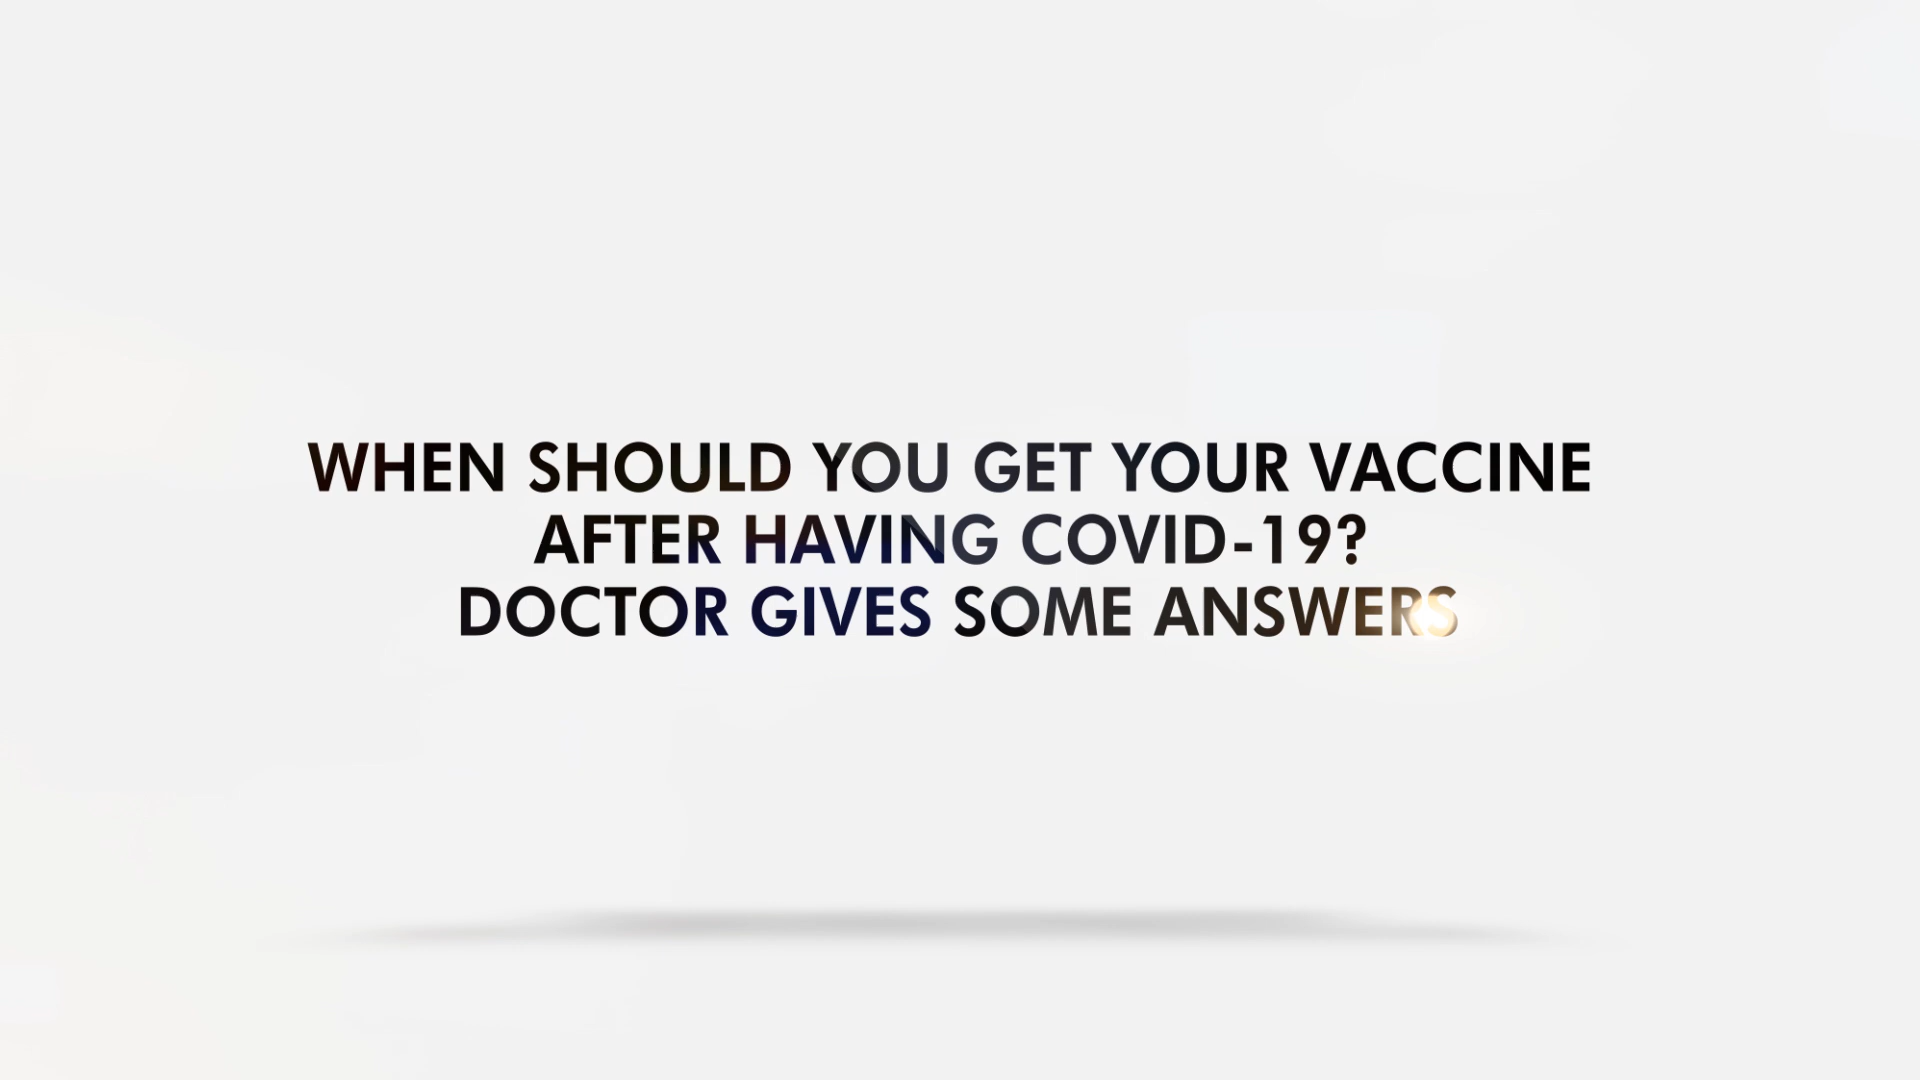 WHEN SHOULD YOU GET YOUR VACCINE
AFTER HAVING COVID-19?
DOCTOR GIVES SOME ANSWERS